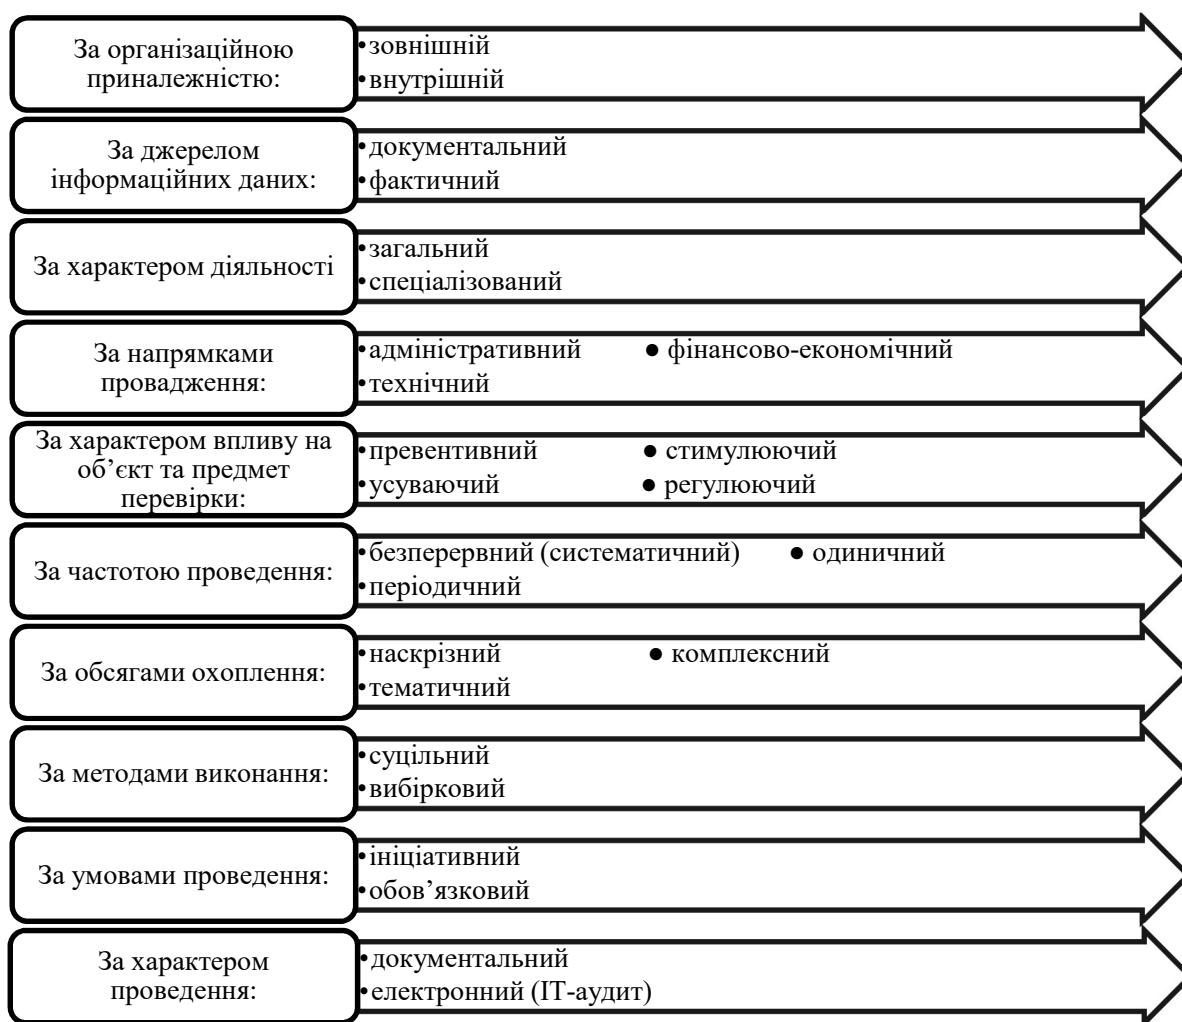 За організаційною
приналежністю:
•зовнішній
•внутрішній
За джерелом
інформаційних даних:
•документальний
•фактичний
За характером діяльності
•загальний
•спеціалізований
За напрямками
провадження:
•адміністративний ● фінансово-економічний
•технічний
За характером впливу на
об’єкт та предмет
перевірки:
•превентивний ● стимулюючий
•усуваючий ● регулюючий
За частотою проведення:
•безперервний (систематичний) ● одиничний
•періодичний
За обсягами охоплення:
•наскрізний ● комплексний
•тематичний
За методами виконання:
•суцільний
•вибірковий
За умовами проведення:
•ініціативний
•обов’язковий
За характером
проведення:
•документальний
•електронний (ІТ-аудит)